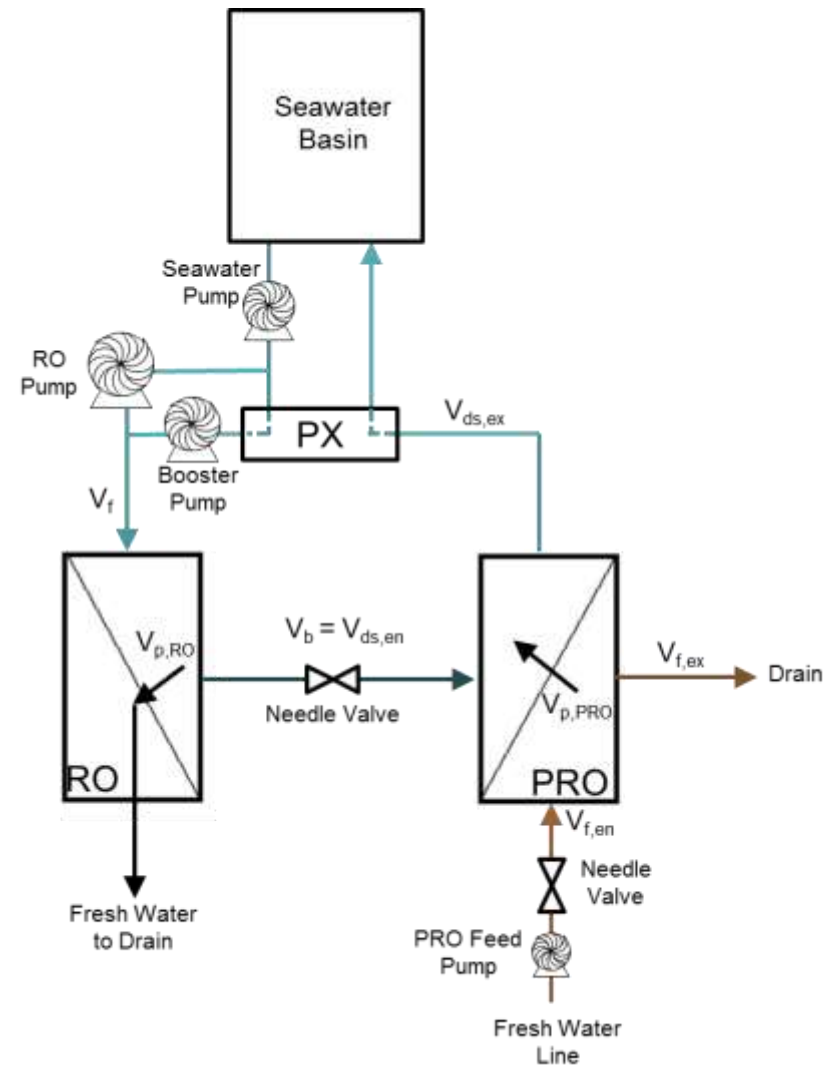 Seawater
Basin
Seawater
Pump
RO
Pump
PX
V_ds,ex
Booster
Pump
V_f
V_p,RO
V_b = V_ds,en
V_f,ex
Drain
Needle Valve
V_p,PRO
RO
PRO
V_f,en
Needle
Valve
Fresh Water
to Drain
PRO Feed
Pump
Fresh Water
Line